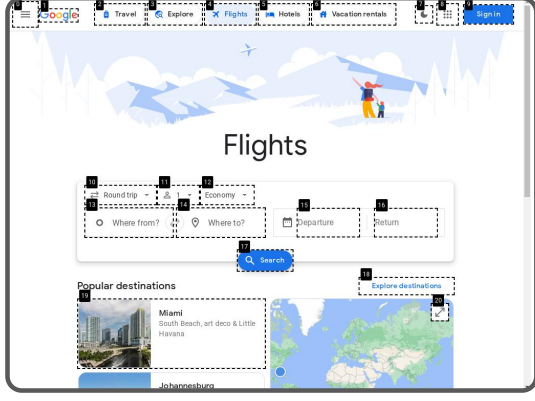 0
1
Google
2
Travel
3
Explore
4
Flights
5
Hotels
6
Vacation rentals
7
8
9
Sign in
Flights
10
Round trip
11
1
12
Economy
13
Where from?
14
Where to?
15
Departure
16
Return
17
Search
Popular destinations
18
Explore destinations
19
Miami
South Beach, art deco & Little
Havana
20
Johannesburg